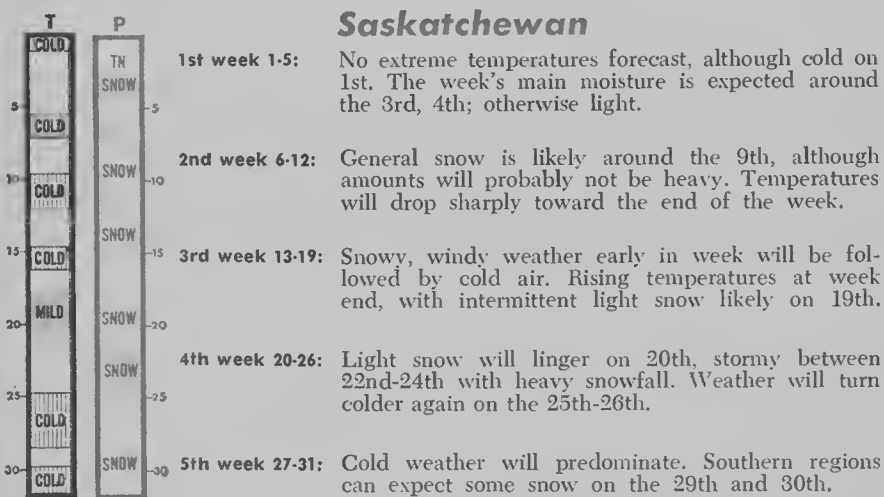 Saskatchewan
T P
COLD
TN
SNOW
5 5
COLD
SNOW
10 10
COLD
SNOW
15 15
COLD
MILD
SNOW
20 20
SNOW
25 25
COLD
SNOW
30 30
COLD
1st week 1-5: No extreme temperatures forecast, although cold on
1st. The week's main moisture is expected around
the 3rd, 4th; otherwise light.
2nd week 6-12: General snow is likely around the 9th, although
amounts will probably not be heavy. Temperatures
will drop sharply toward the end of the week.
3rd week 13-19: Snowy, windy weather early in week will be fol-
lowed by cold air. Rising temperatures at week
end, with intermittent light snow likely on 19th.
4th week 20-26: Light snow will linger on 20th, stormy between
22nd-24th with heavy snowfall. Weather will turn
colder again on the 25th-26th.
5th week 27-31: Cold weather will predominate. Southern regions
can expect some snow on the 29th and 30th.